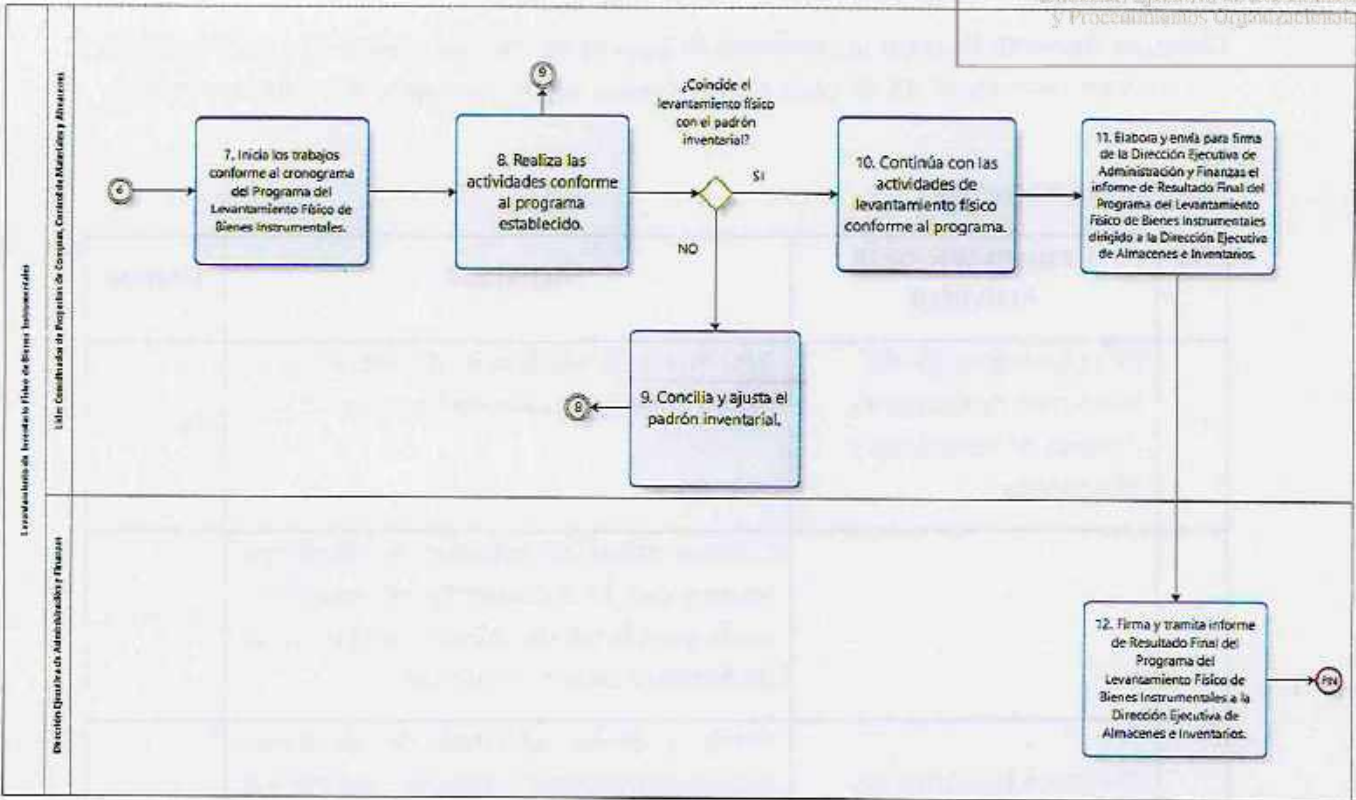 y Procedimientos Organizacionales
Levantamiento de Inventario Físico de Bienes Instrumentales
Líder Coordinador de Proyectos de Compras, Control de Materiales y Almacenes
6
7. Inicia los trabajos
conforme al cronograma
del Programa del
Levantamiento Físico de
Bienes Instrumentales.
9
8. Realiza las
actividades conforme
al programa
establecido.
¿Coincide el
levantamiento físico
con el padrón
inventarial?
SI
NO
10. Continúa con las
actividades de
levantamiento físico
conforme al programa.
11. Elabora y envía para firma
de la Dirección Ejecutiva de
Administración y Finanzas el
informe de Resultado Final del
Programa del Levantamiento
Físico de Bienes Instrumentales
dirigido a la Dirección Ejecutiva
de Almacenes e Inventarios.
8
9. Concilia y ajusta el
padrón inventarial.
Dirección Ejecutiva de Administración y Finanzas
12. Firma y tramita informe
de Resultado Final del
Programa del
Levantamiento Físico de
Bienes Instrumentales a la
Dirección Ejecutiva de
Almacenes e Inventarios.
FIN